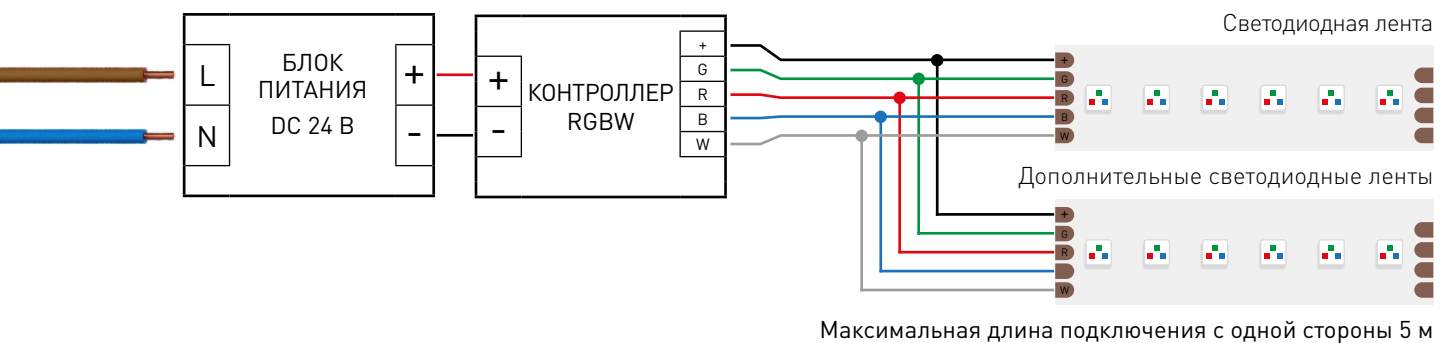 Светодиодная лента
L
N
БЛОК
ПИТАНИЯ
DC 24 В
+
-
+
-
КОНТРОЛЛЕР
RGBW
+
G
R
B
W
+
G
R
B
W
Дополнительные светодиодные ленты
+
G
R
W
Максимальная длина подключения с одной стороны 5 м